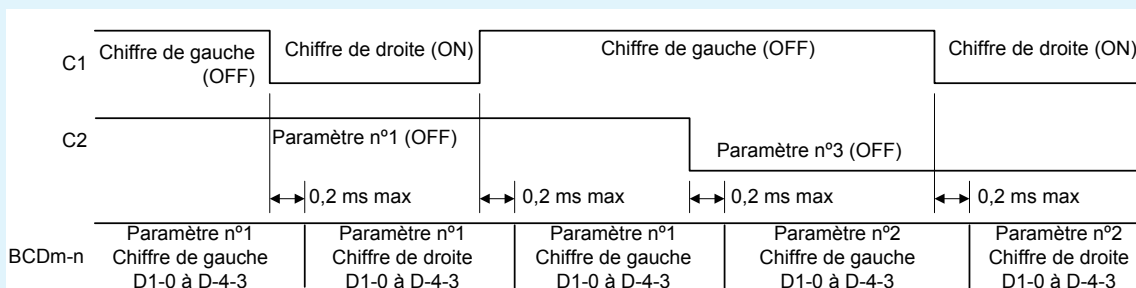 C1
Chiffre de gauche
(OFF)
Chiffre de droite (ON)
Chiffre de gauche (OFF)
Chiffre de droite (ON)
C2
Paramètre nº1 (OFF)
Paramètre nº3 (OFF)
0,2 ms max
0,2 ms max
0,2 ms max
0,2 ms max
BCDm-n
Paramètre nº1
Chiffre de gauche
D1-0 à D-4-3
Paramètre nº1
Chiffre de droite
D1-0 à D-4-3
Paramètre nº1
Chiffre de gauche
D1-0 à D-4-3
Paramètre nº2
Chiffre de gauche
D1-0 à D-4-3
Paramètre nº2
Chiffre de droite
D1-0 à D-4-3